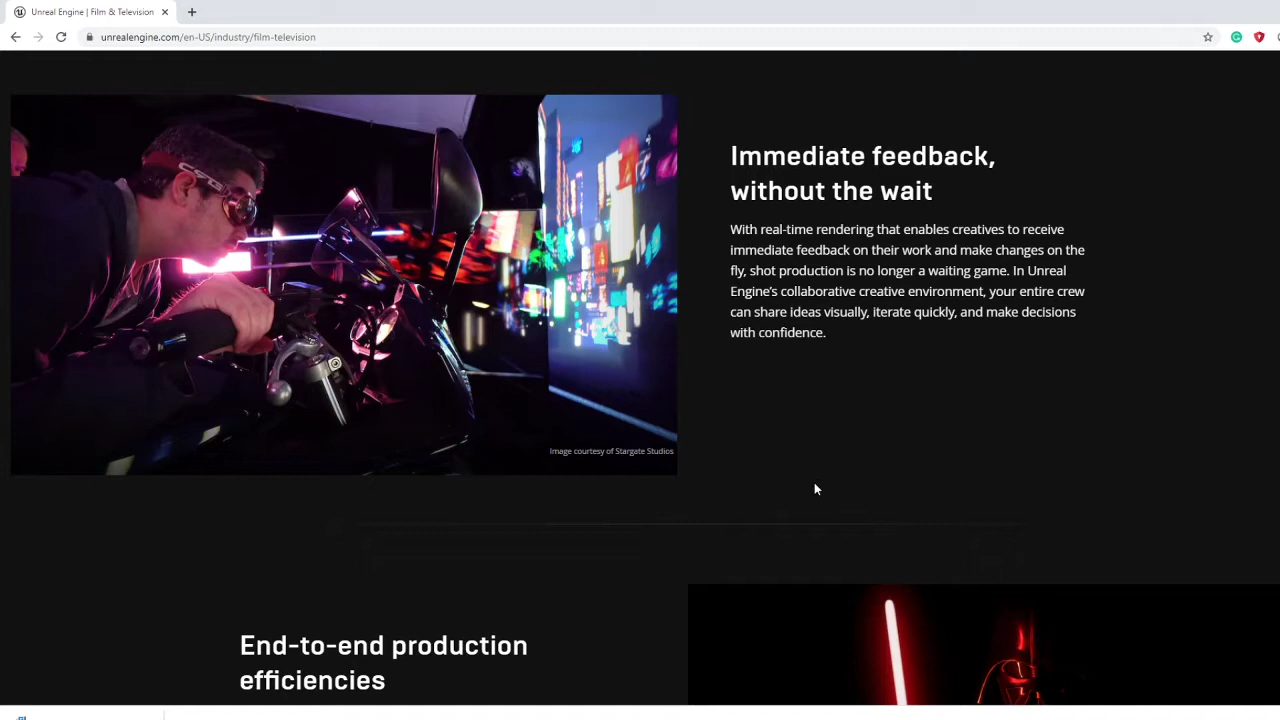 Unreal Engine | Film & Television
unrealengine.com/en-US/industry/film-television
Immediate feedback,
without the wait
With real-time rendering that enables creatives to receive
immediate feedback on their work and make changes on the
fly, shot production is no longer a waiting game. In Unreal
Engine's collaborative creative environment, your entire crew
can share ideas visually, iterate quickly, and make decisions
with confidence.
Image courtesy of Stargate Studios
End-to-end production
efficiencies